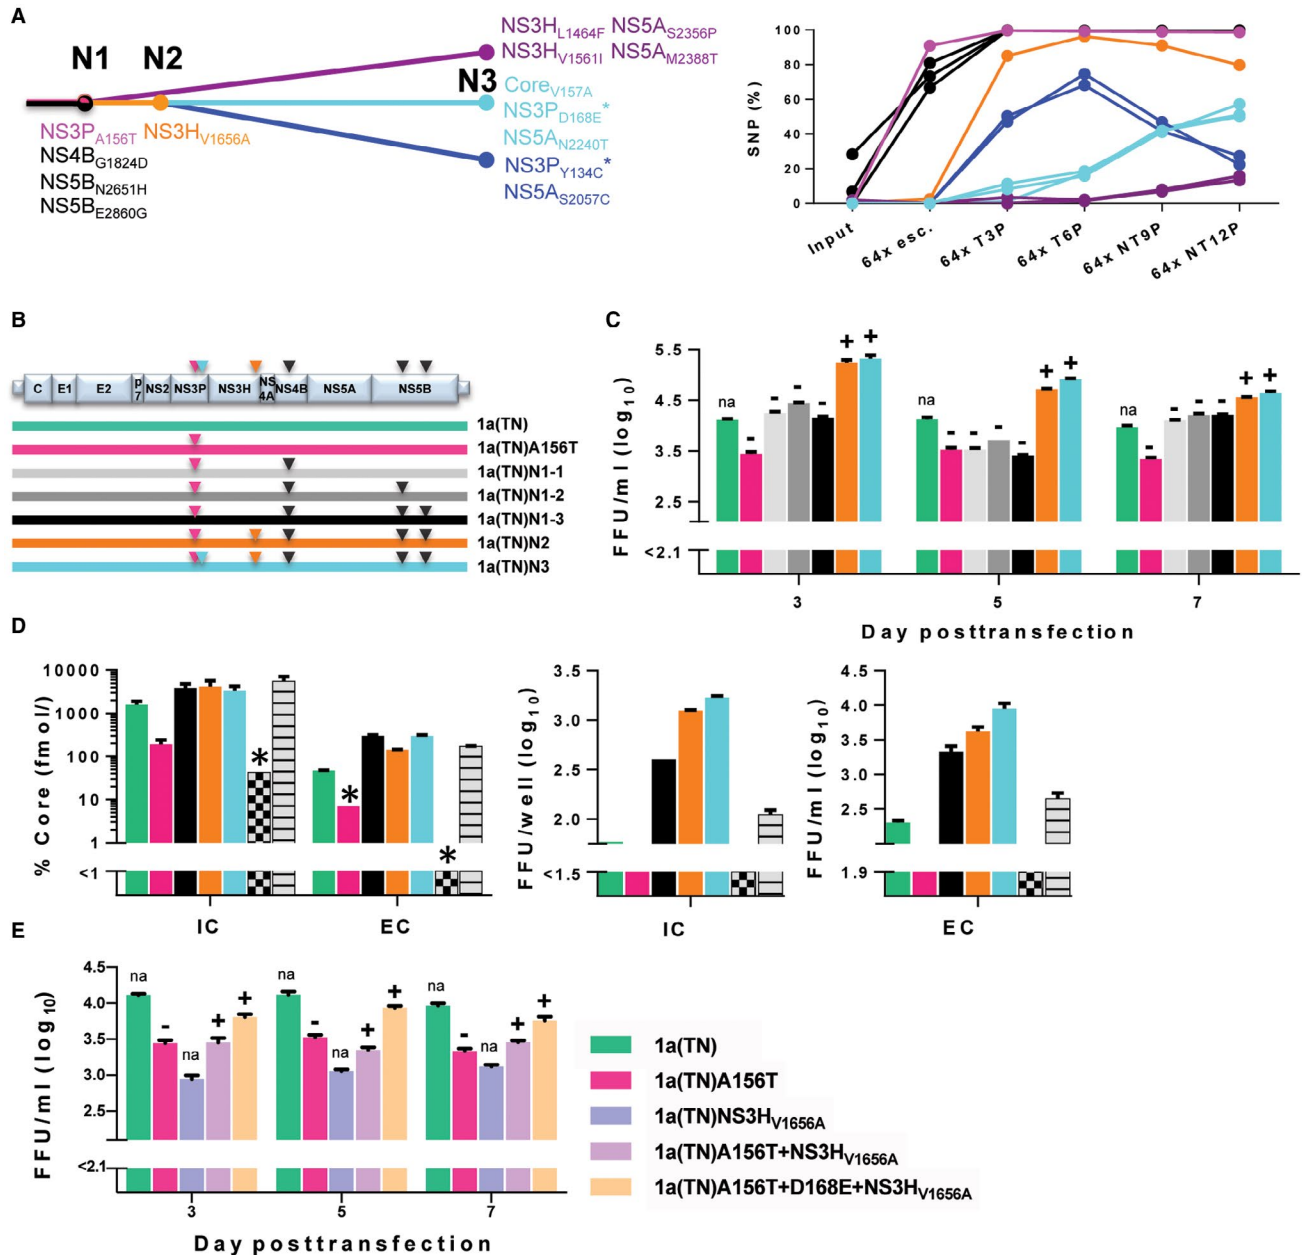 A
N1 N2 N3
NS3P A156T
NS4B G1824D
NS5B N2651H
NS5B E2860G
NS3H V1656A
NS3H L1464F NS5A S2356P
NS3H V1561I NS5A M2388T
Core V157A
NS3P D168E *
NS5A N2240T
NS3P Y134C *
NS5A S2057C
SNP (%)
100
80
60
40
20
0
Input
64x esc.
64x T3P
64x T6P
64x NT9P
64x NT12P
B
C E1 E2 p7 NS2 NS3P NS3H NS4A NS4B NS5A NS5B
1a(TN)
1a(TN)A156T
1a(TN)N1-1
1a(TN)N1-2
1a(TN)N1-3
1a(TN)N2
1a(TN)N3
C
FFU/ml (log10)
5.5
4.5
3.5
2.5
<2.1
na - - - - + +
na - - - - + +
na - - - - + +
3 5 7
Day posttransfection
D
% Core (fmol/)
10000
1000
100
10
1
<1
* * *
IC EC
FFU/well (log10)
3.5
3.0
2.5
2.0
<1.5
IC
FFU/ml (log10)
4.5
4.0
3.5
3.0
2.5
1.9
EC
E
FFU/ml (log10)
4.5
4.0
3.5
3.0
2.5
<2.1
na - na + +
na - na + +
na - na + +
3 5 7
Day posttransfection
1a(TN)
1a(TN)A156T
1a(TN)NS3H V1656A
1a(TN)A156T+NS3H V1656A
1a(TN)A156T+D168E+NS3H V1656A